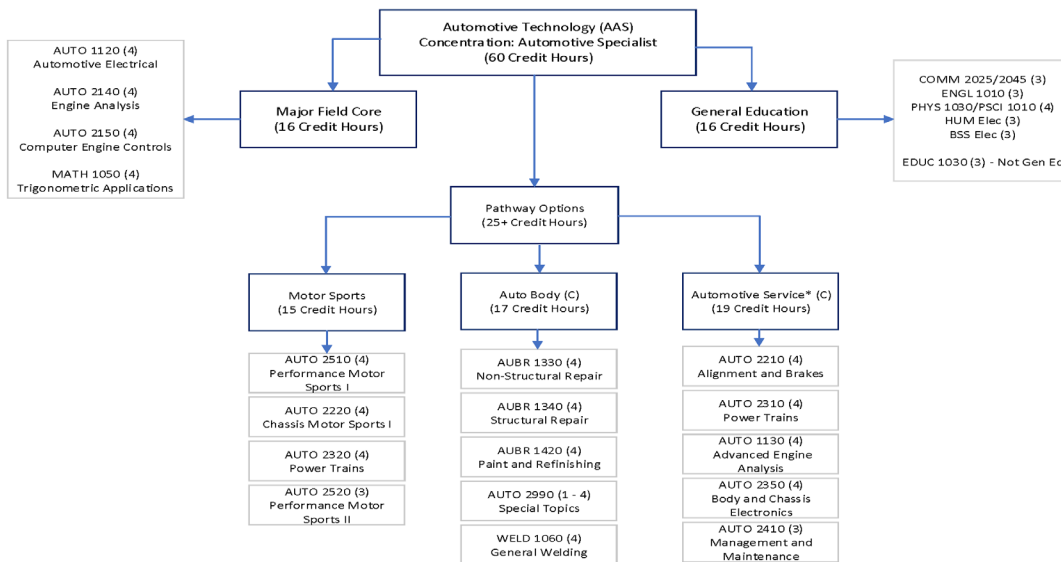 Automotive Technology (AAS)
Concentration: Automotive Specialist
(60 Credit Hours)
AUTO 1120 (4)
Automotive Electrical
AUTO 2140 (4)
Engine Analysis
AUTO 2150 (4)
Computer Engine Controls
MATH 1050 (4)
Trigonometric Applications
Major Field Core
(16 Credit Hours)
General Education
(16 Credit Hours)
COMM 2025/2045 (3)
ENGL 1010 (3)
PHYS 1030/PSCI 1010 (4)
HUM Elec (3)
BSS Elec (3)
EDUC 1030 (3) - Not Gen Ed
Pathway Options
(25+ Credit Hours)
Motor Sports
(15 Credit Hours)
AUTO 2510 (4)
Performance Motor
Sports I
AUTO 2220 (4)
Chassis Motor Sports I
AUTO 2320 (4)
Power Trains
AUTO 2520 (3)
Performance Motor
Sports II
Auto Body (C)
(17 Credit Hours)
AUBR 1330 (4)
Non-Structural Repair
AUBR 1340 (4)
Structural Repair
AUBR 1420 (4)
Paint and Refinishing
AUTO 2990 (1 - 4)
Special Topics
WELD 1060 (4)
General Welding
Automotive Service* (C)
(19 Credit Hours)
AUTO 2210 (4)
Alignment and Brakes
AUTO 2310 (4)
Power Trains
AUTO 1130 (4)
Advanced Engine
Analysis
AUTO 2350 (4)
Body and Chassis
Electronics
AUTO 2410 (3)
Management and
Maintenance